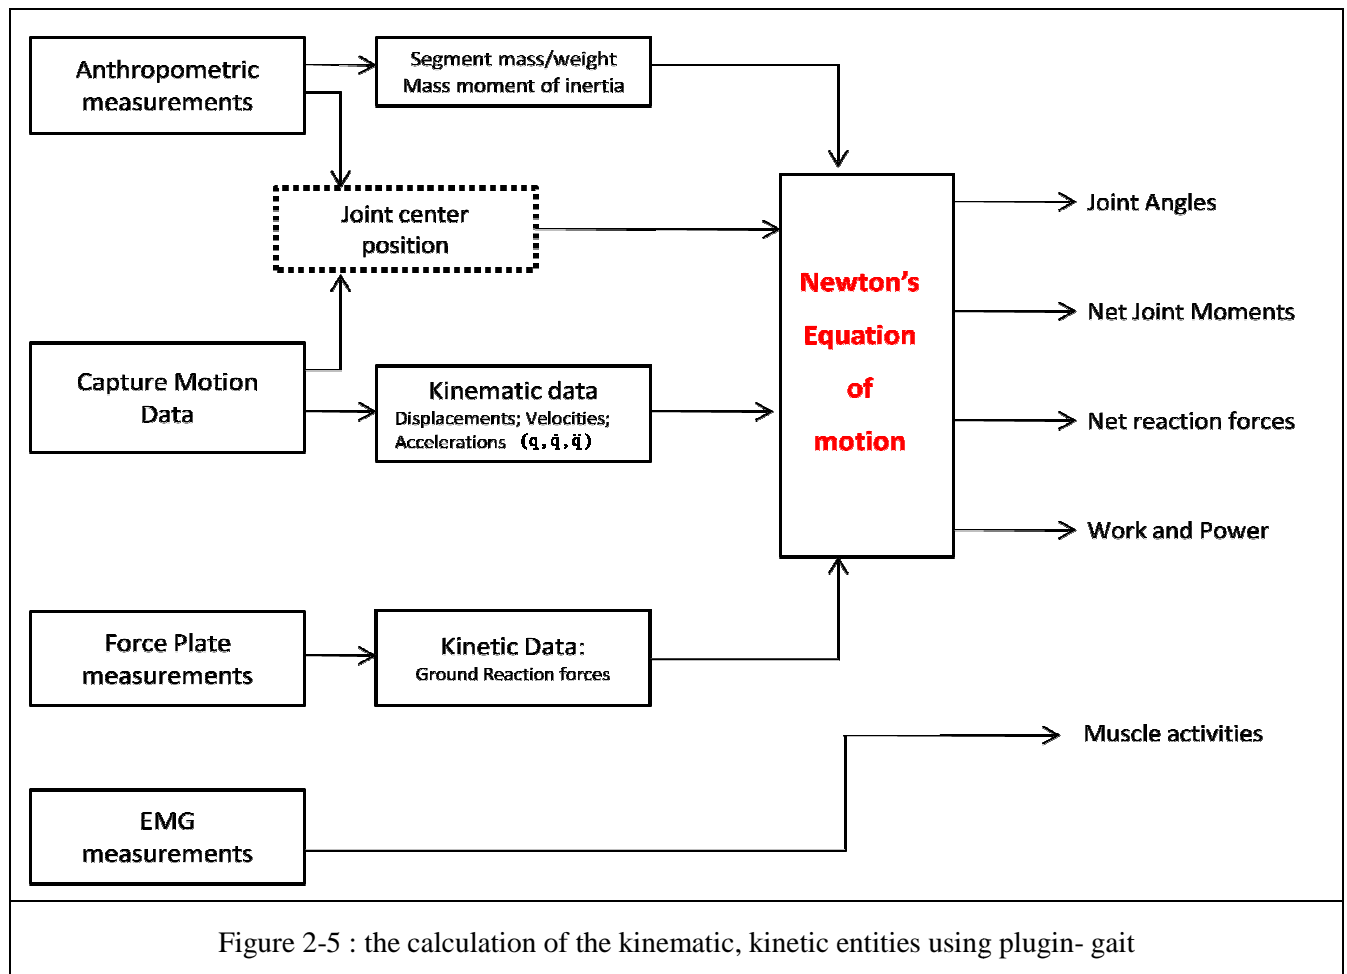 Anthropometric
measurements
Segment mass/weight
Mass moment of inertia
Joint center
position
Capture Motion
Data
Kinematic data
Displacements; Velocities;
Accelerations (q,q̇,q̈)
Force Plate
measurements
Kinetic Data:
Ground Reaction forces
EMG
measurements
Newton's
Equation
of
motion
Joint Angles
Net Joint Moments
Net reaction forces
Work and Power
Muscle activities
Figure 2-5 : the calculation of the kinematic, kinetic entities using plugin- gait